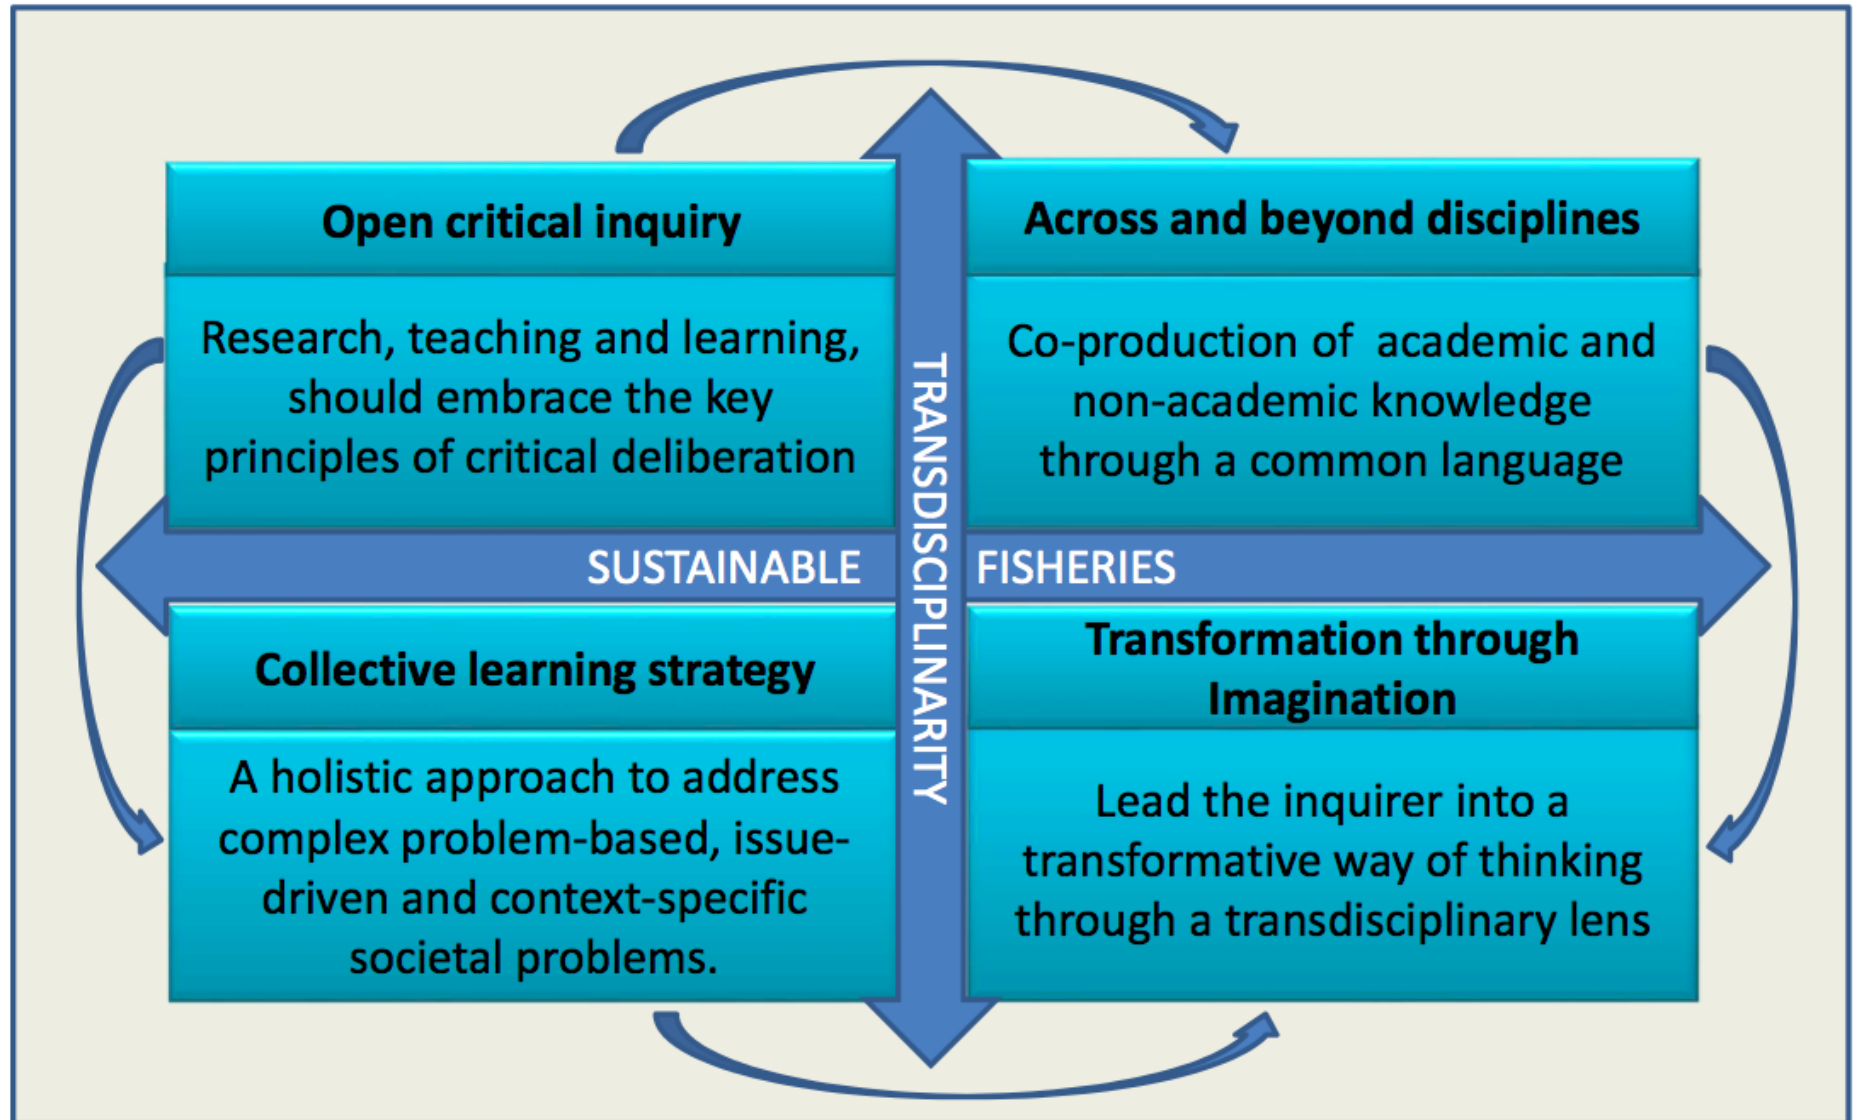 Open critical inquiry
Research, teaching and learning,
should embrace the key
principles of critical deliberation
Across and beyond disciplines
Co-production of  academic and
non-academic knowledge
through a common language
TRANSDISCIPLINARITY
SUSTAINABLE FISHERIES
Collective learning strategy
A holistic approach to address
complex problem-based, issue-
driven and context-specific
societal problems.
Transformation through
Imagination
Lead the inquirer into a
transformative way of thinking
through a transdisciplinary lens